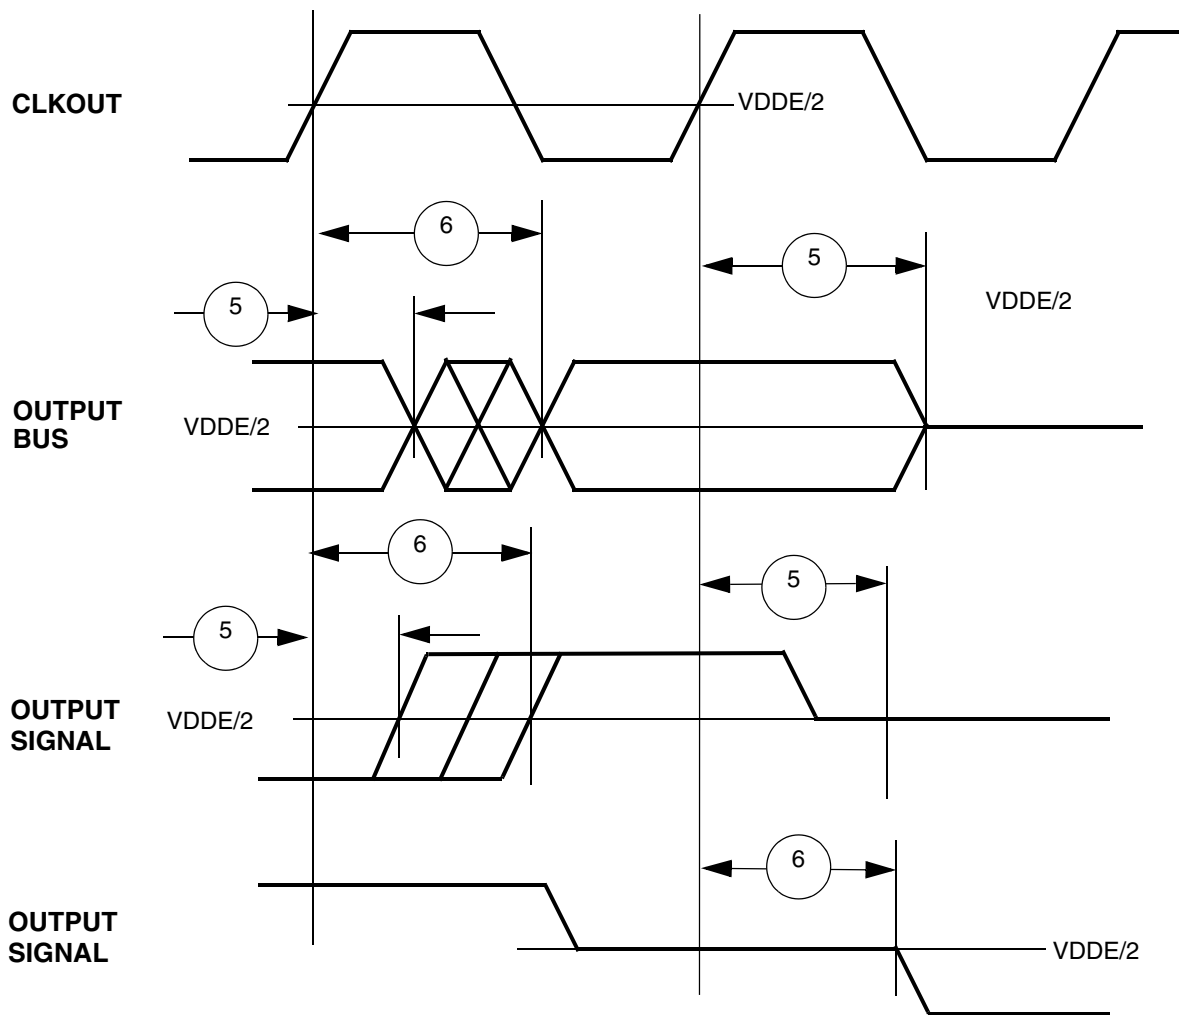 CLKOUT
VDDE/2
6
5
5
VDDE/2
OUTPUT
BUS
VDDE/2
6
5
5
OUTPUT
SIGNAL
VDDE/2
6
OUTPUT
SIGNAL
VDDE/2